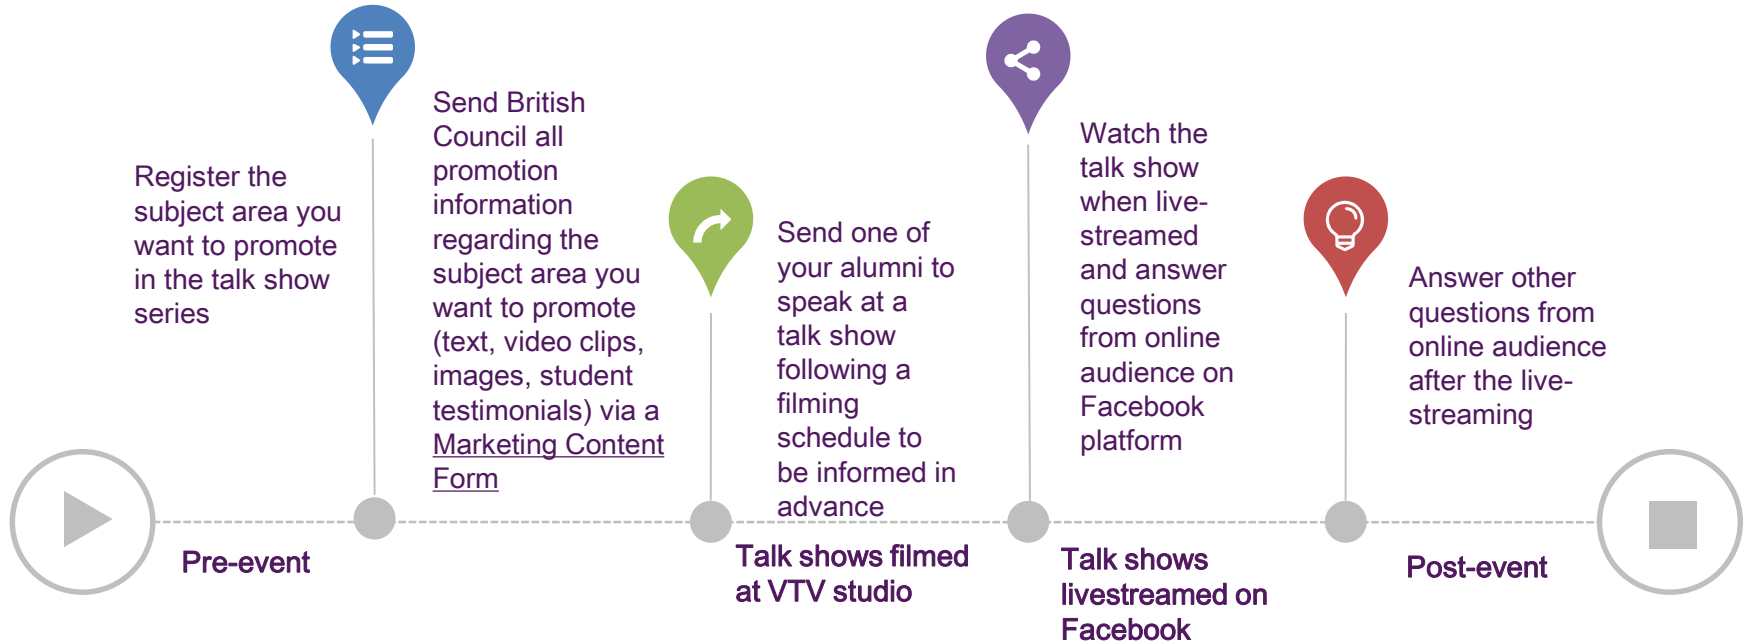 Register the
subject area you
want to promote
in the talk show
series
Send British
Council all
promotion
information
regarding the
subject area you
want to promote
(text, video clips,
images, student
testimonials) via a
Marketing Content
Form
Send one of
your alumni to
speak at a
talk show
following a
filming
schedule to
be informed in
advance
Watch the
talk show
when live-
streamed
and answer
questions
from online
audience on
Facebook
platform
Answer other
questions from
online audience
after the live-
streaming
Pre-event
Talk shows filmed
at VTV studio
Talk shows
livestreamed on
Facebook
Post-event